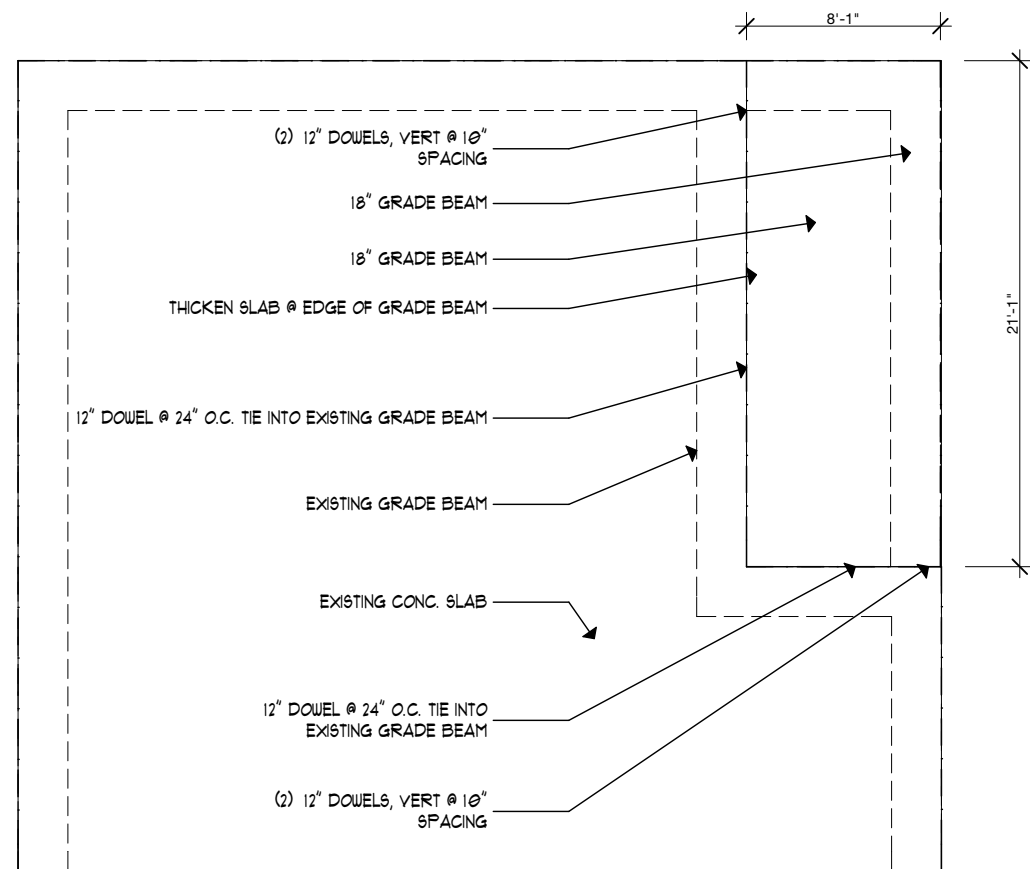 8'-1"
(2) 12" DOWELS, VERT @ 10"
SPACING
18" GRADE BEAM
18" GRADE BEAM
THICKEN SLAB @ EDGE OF GRADE BEAM
21'-1"
12" DOWEL @ 24" O.C. TIE INTO EXISTING GRADE BEAM
EXISTING GRADE BEAM
EXISTING CONC. SLAB
12" DOWEL @ 24" O.C. TIE INTO
EXISTING GRADE BEAM
(2) 12" DOWELS, VERT @ 10"
SPACING